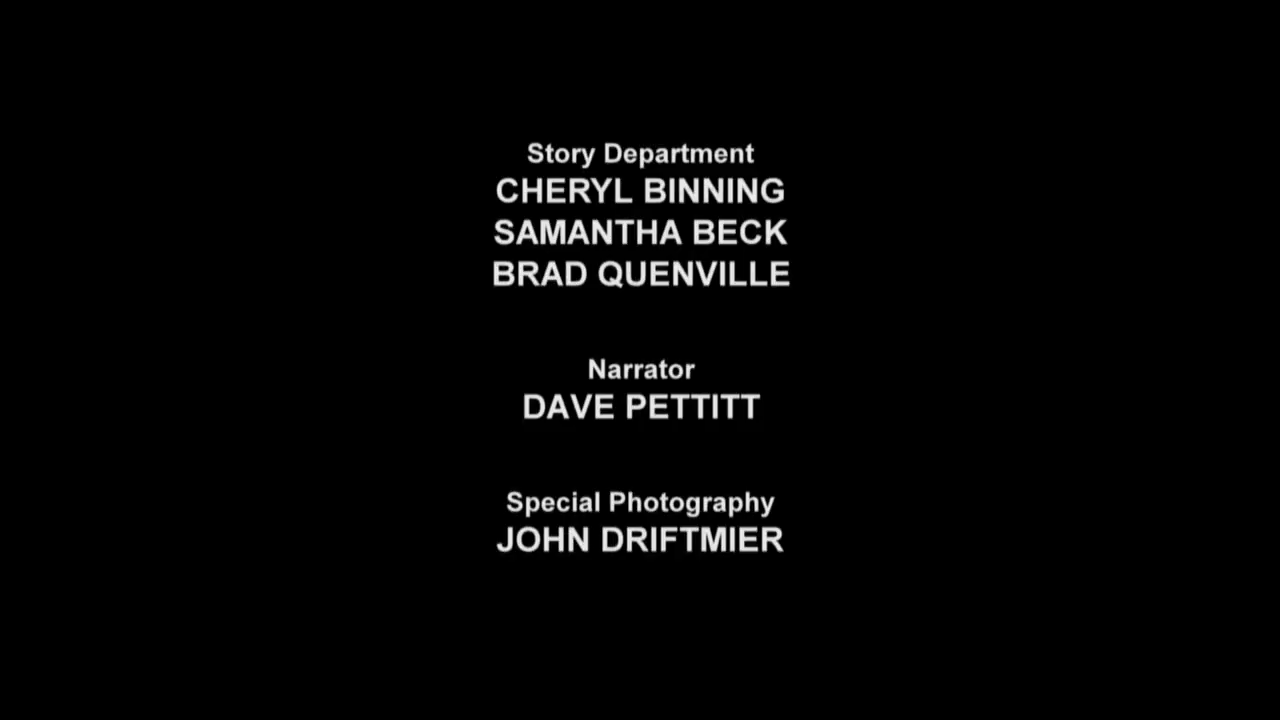 Story Department
CHERYL BINNING
SAMANTHA BECK
BRAD QUENVILLE
Narrator
DAVE PETTITT
Special Photography
JOHN DRIFTMIER